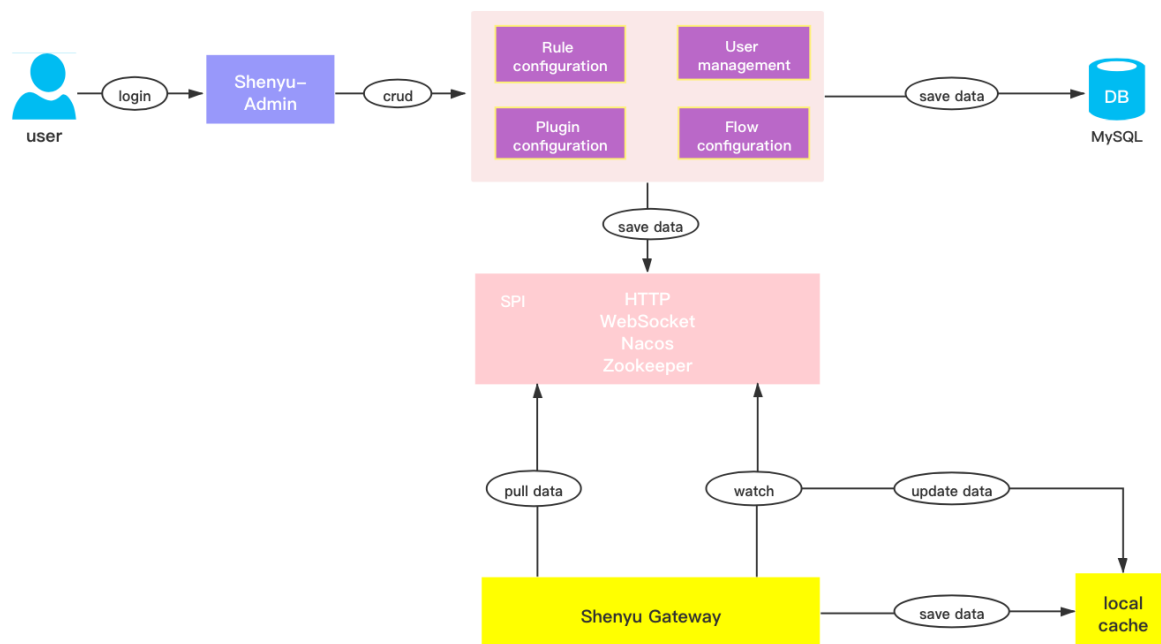 Rule
configuration
User
management
login
Shenyu-
Admin
crud
save data
DB
user
Plugin
configuration
Flow
configuration
MySQL
save data
SPI
HTTP
WebSocket
Nacos
Zookeeper
pull data
watch
update data
Shenyu Gateway
save data
local
cache